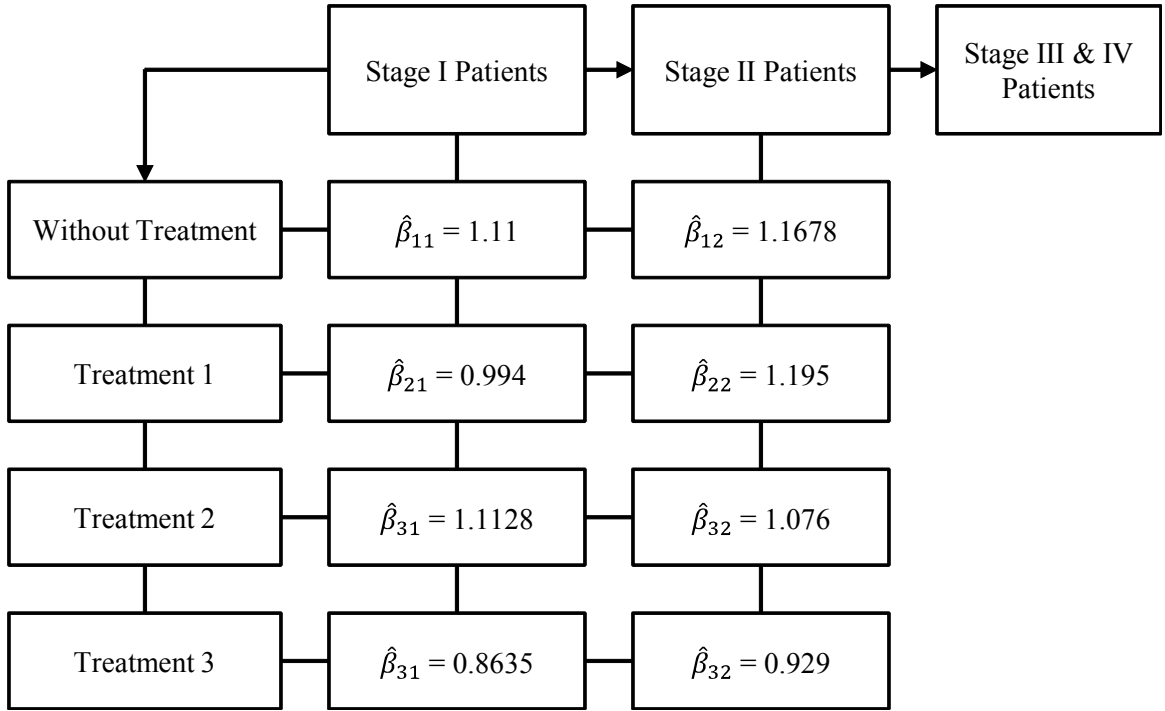 Stage I Patients
Stage II Patients
Stage III & IV
Patients
Without Treatment
β̂₁₁ = 1.11
β̂₁₂ = 1.1678
Treatment 1
β̂₂₁ = 0.994
β̂₂₂ = 1.195
Treatment 2
β̂₃₁ = 1.1128
β̂₃₂ = 1.076
Treatment 3
β̂₃₁ = 0.8635
β̂₃₂ = 0.929